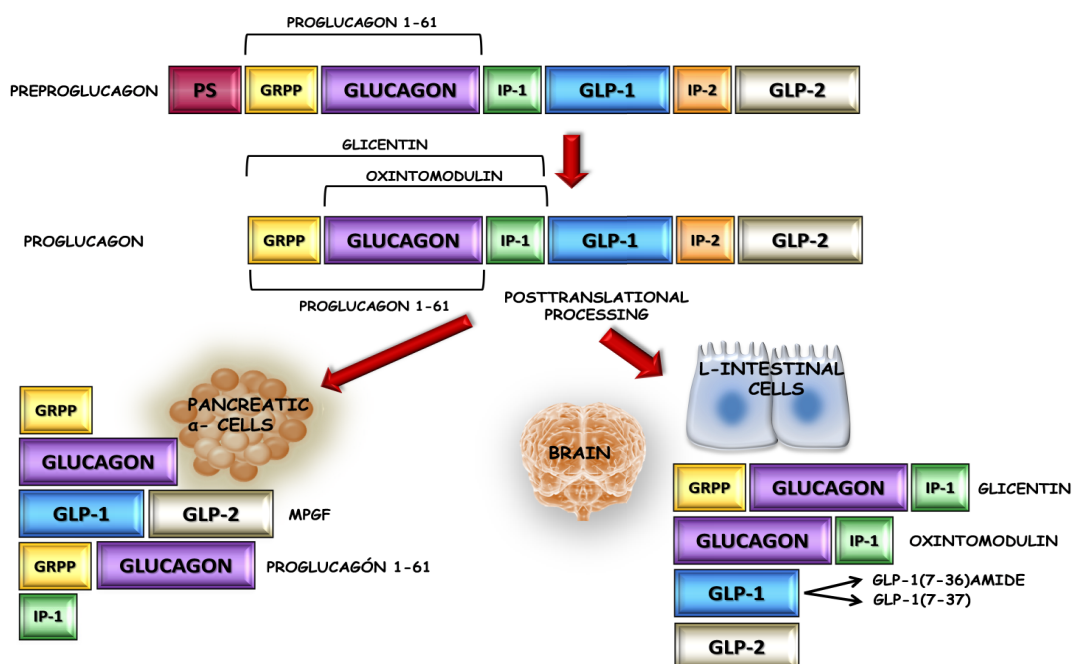 PROGLUCAGON 1-61
PREPROGLUCAGON
PS
GRPP
GLUCAGON
IP-1
GLP-1
IP-2
GLP-2
GLICENTIN
OXINTOMODULIN
PROGLUCAGON
GRPP
GLUCAGON
IP-1
GLP-1
IP-2
GLP-2
PROGLUCAGON 1-61
POSTTRANSLATIONAL
PROCESSING
PANCREATIC
α- CELLS
GRPP
GLUCAGON
GLP-1
GLP-2
MPGF
GRPP
GLUCAGON
PROGLUCAGÓN 1-61
IP-1
BRAIN
L-INTESTINAL
CELLS
GRPP
GLUCAGON
IP-1
GLICENTIN
GLUCAGON
IP-1
OXINTOMODULIN
GLP-1
GLP-1(7-36)AMIDE
GLP-1(7-37)
GLP-2